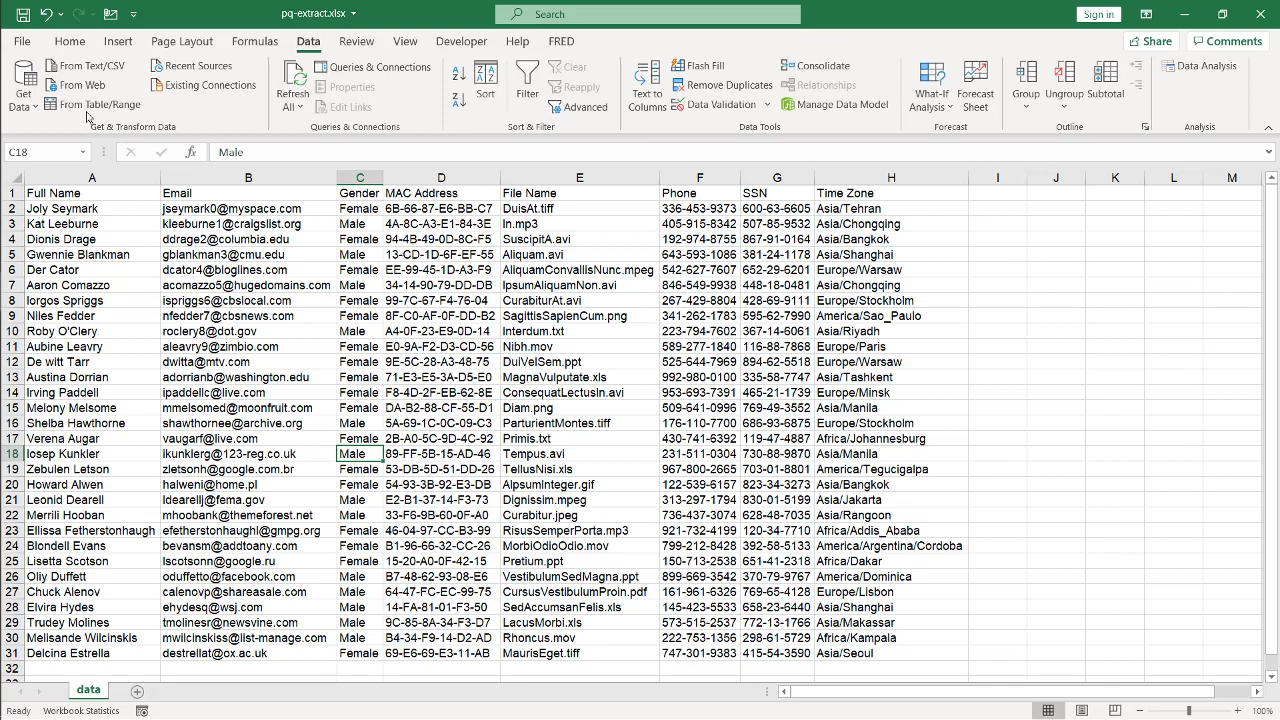 pq-extract.xlsx
Search
Sign in
File Home Insert Page Layout Formulas Data Review View Developer Help FRED
Share Comments
Get Data
From Text/CSV
From Web
From Table/Range
Recent Sources
Existing Connections
Get & Transform Data
Refresh All
Queries & Connections
Properties
Edit Links
Queries & Connections
Sort
Filter
Clear
Reapply
Advanced
Sort & Filter
Text to Columns
Flash Fill
Remove Duplicates
Data Validation
Consolidate
Relationships
Manage Data Model
Data Tools
What-If Analysis
Forecast Sheet
Forecast
Group
Ungroup
Subtotal
Outline
Data Analysis
Analysis
C18 fx Male
A B C D E F G H I J K L M
1 Full Name Email Gender MAC Address File Name Phone SSN Time Zone
2 Joly Seymark jseymark0@myspace.com Female 6B-66-87-E6-BB-C7 DuisAt.tiff 336-453-9373 600-63-6605 Asia/Tehran
3 Kat Leeburne kleeburne1@craigslist.org Male 4A-8C-A3-E1-84-3E In.mp3 405-915-8342 507-85-9532 Asia/Chongqing
4 Dionis Drage ddrage2@columbia.edu Female 94-4B-49-0D-8C-F5 SuscipitA.avi 192-974-8755 867-91-0164 Asia/Bangkok
5 Gwennie Blankman gblankman3@cmu.edu Male 13-CD-1D-6F-EF-55 Aliquam.avi 643-593-1086 381-24-1178 Asia/Shanghai
6 Der Cator dcator4@bloglines.com Female EE-99-45-1D-A3-F9 AliquamConvallisNunc.mpeg 542-627-7607 652-29-6201 Europe/Warsaw
7 Aaron Comazzo acomazzo5@hugedomains.com Male 34-14-90-79-DD-DB IpsumAliquamNon.avi 846-549-9938 448-18-0481 Asia/Chongqing
8 Iorgos Spriggs ispriggs6@cbslocal.com Female 99-7C-67-F4-76-04 CurabiturAt.avi 267-429-8804 428-69-9111 Europe/Stockholm
9 Niles Fedder nfedder7@cbsnews.com Female 8F-C0-AF-0F-DD-B2 SagittisSapienCum.png 341-262-1783 595-62-7990 America/Sao_Paulo
10 Roby O'Clery roclery8@dot.gov Male A4-0F-23-E9-0D-14 Interdum.txt 223-794-7602 367-14-6061 Asia/Riyadh
11 Aubine Leavry aleavry9@zimbio.com Female E0-9A-F2-D3-CD-56 Nibh.mov 589-277-1840 116-88-7868 Europe/Paris
12 De witt Tarr dwitta@mtv.com Female 9E-5C-28-A3-48-75 DuiVelSem.ppt 525-644-7969 894-62-5518 Europe/Warsaw
13 Austina Dorrian adorrianb@washington.edu Female 71-E3-E5-3A-D5-E0 MagnaVulputate.xls 992-980-0100 335-58-7747 Asia/Tashkent
14 Irving Paddell ipaddellc@live.com Female F8-4D-2F-EB-62-8E ConsequatLectusIn.avi 953-693-7391 465-21-1739 Europe/Minsk
15 Melony Melsome mmelsomed@moonfruit.com Female DA-B2-88-CF-55-D1 Diam.png 509-641-0996 769-49-3552 Asia/Manila
16 Shelba Hawthorne eshawthornee@archive.org Male 5A-69-1C-0C-09-C3 ParturientMontes.tiff 176-110-7700 686-93-6875 Europe/Stockholm
17 Verena Augar vaugarf@live.com Female 2B-A0-5C-9D-4C-92 Primis.txt 430-741-6392 119-47-4887 Africa/Johannesburg
18 Iosep Kunkler ikunklerg@123-reg.co.uk Male 89-FF-5B-15-AD-46 Tempus.avi 231-511-0304 730-88-9870 Asia/Manila
19 Zebulen Letson zletsonh@google.com.br Female 53-DB-5D-51-DD-26 TellusNisi.xls 967-800-2665 703-01-8801 America/Tegucigalpa
20 Howard Alwen halweni@home.pl Female 54-93-3B-92-E3-DB AIpsumInteger.gif 122-539-6157 823-34-3273 Asia/Bangkok
21 Leonid Dearell ldearellj@fema.gov Male E2-B1-37-14-F3-73 Dignissim.mpeg 313-297-1794 831-80-5032 Asia/Jakarta
22 Merrili Hooban mhoobank@themeforest.net Male 33-F6-9B-60-0F-A0 Curabitur.jpeg 736-437-3074 628-48-7035 Asia/Rangoon
23 Ellissa Fetherstonhaugh efetherstonhaughl@gmpg.org Female 46-04-97-CC-B3-99 RisusSemperPorta.mp3 921-732-4199 120-34-7710 Africa/Addis_Ababa
24 Blondell Evans bevansm@addtoany.com Female B1-96-66-32-CC-26 MorbiOdioOdio.mov 799-212-8428 392-58-5133 America/Argentina/Cordoba
25 Lisetta Scotson lscotsonn@google.ru Female 15-20-A0-0F-42-15 Pretium.ppt 150-713-2538 651-41-2318 Africa/Dakar
26 Oliy Duffett oduffetto@facebook.com Male B7-48-62-93-08-E6 VestibulumSedMagna.ppt 899-669-3542 370-79-9767 America/Dominica
27 Chuck Alenov calenovp@shareasale.com Male 64-47-FC-EC-99-75 CursusVestibulumProin.pdf 161-961-6326 769-65-4128 Europe/Lisbon
28 Elvira Hydes ehydesq@wsj.com Male 14-FA-81-01-F3-50 SedAccumsanFelis.xls 145-423-5533 658-23-6440 Asia/Shanghai
29 Trudey Molines tmolinesr@newsvine.com Male 9C-85-8A-34-F3-D7 LacusMorbi.xls 573-515-2537 772-13-1766 Asia/Makassar
30 Melisande Wilcinskis mwilcinskiss@list-manage.com Male B4-34-F9-14-D2-AD Rhoncus.mov 222-753-1356 298-61-5729 Africa/Kampala
31 Delcina Estrella destrellat@ox.ac.uk Female 69-E6-69-E3-11-AB MaurisEget.tiff 747-301-9383 415-54-3590 Asia/Seoul
32
data
Ready Workbook Statistics 100%